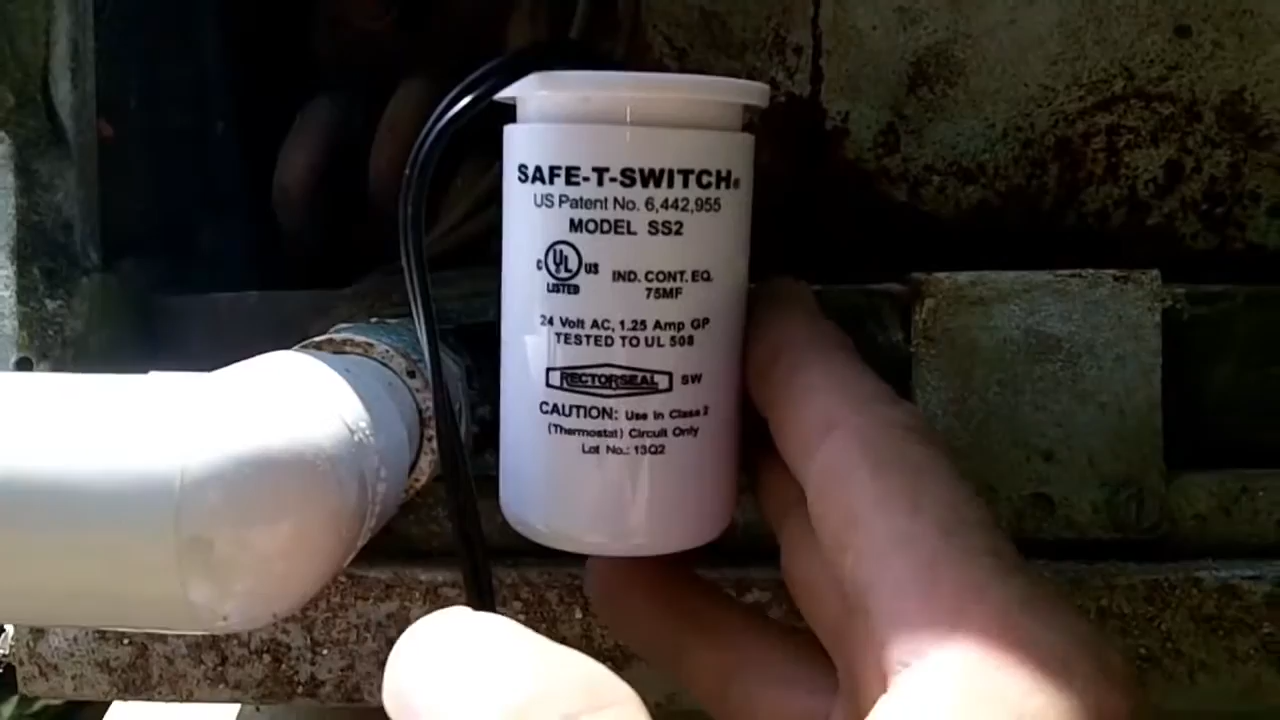 SAFE-T-SWITCH®
US Patent No. 6,442,955
MODEL SS2
C UL US
LISTED
IND. CONT. EQ.
75MF
24 Volt AC, 1.25 Amp GP
TESTED TO UL 508
RECTORSEAL SW
CAUTION: Use in Class 2
(Thermostat) Circuit Only
Lot No.: 13Q2